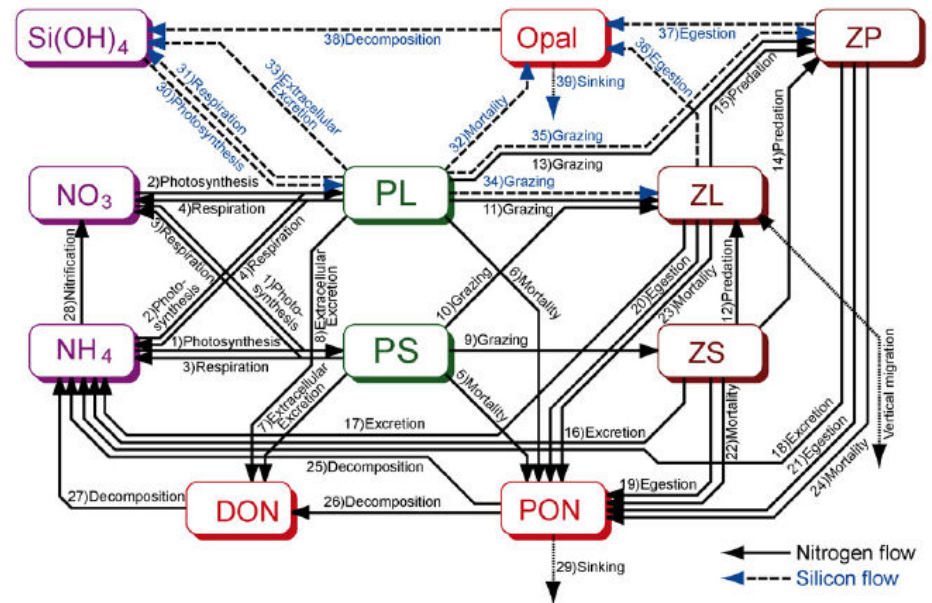 Si(OH)4
Opal
ZP
38)Decomposition
37)Egestion
36)Egestion
39)Sinking
33)Extracellular
Excretion
31)Respiration
30)Photosynthesis
32)Mortality
35)Grazing
15)Predation
13)Grazing
14)Predation
NO3
2)Photosynthesis
4)Respiration
PL
34)Grazing
11)Grazing
ZL
3)Respiration
4)Respiration
28)Nitrification
2)Photo-
synthesis
1)Photo-
synthesis
8)Extracellular
Excretion
10)Grazing
6)Mortality
20)Egestion
23)Mortality
12)Predation
NH4
1)Photosynthesis
3)Respiration
PS
9)Grazing
ZS
Vertical migration
7)Extracellular
Excretion
5)Mortality
22)Mortality
17)Excretion
16)Excretion
18)Excretion
21)Egestion
24)Mortality
25)Decomposition
19)Egestion
27)Decomposition
DON
26)Decomposition
PON
29)Sinking
Nitrogen flow
Silicon flow